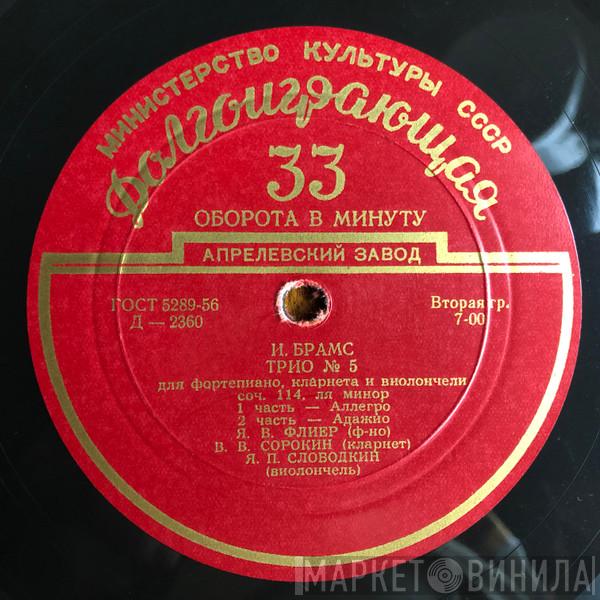 МИНИСТЕРСТВО КУЛЬТУРЫ СССР
Долгоиграющая
33
ОБОРОТА В МИНУТУ
АПРЕЛЕВСКИЙ ЗАВОД
ГОСТ 5289-56
Д — 2360
Вторая гр.
7-00
И. БРАМС
ТРИО № 5
для фортепиано, кларнета и виолончели
соч. 114, ля минор
1 часть — Аллегро
2 часть — Адажио
Я. В. ФЛИЕР (ф-но)
В. В. СОРОКИН (кларнет)
Я. П. СЛОБОДКИН
(виолончель)
МАРКЕТ ВИНИЛА